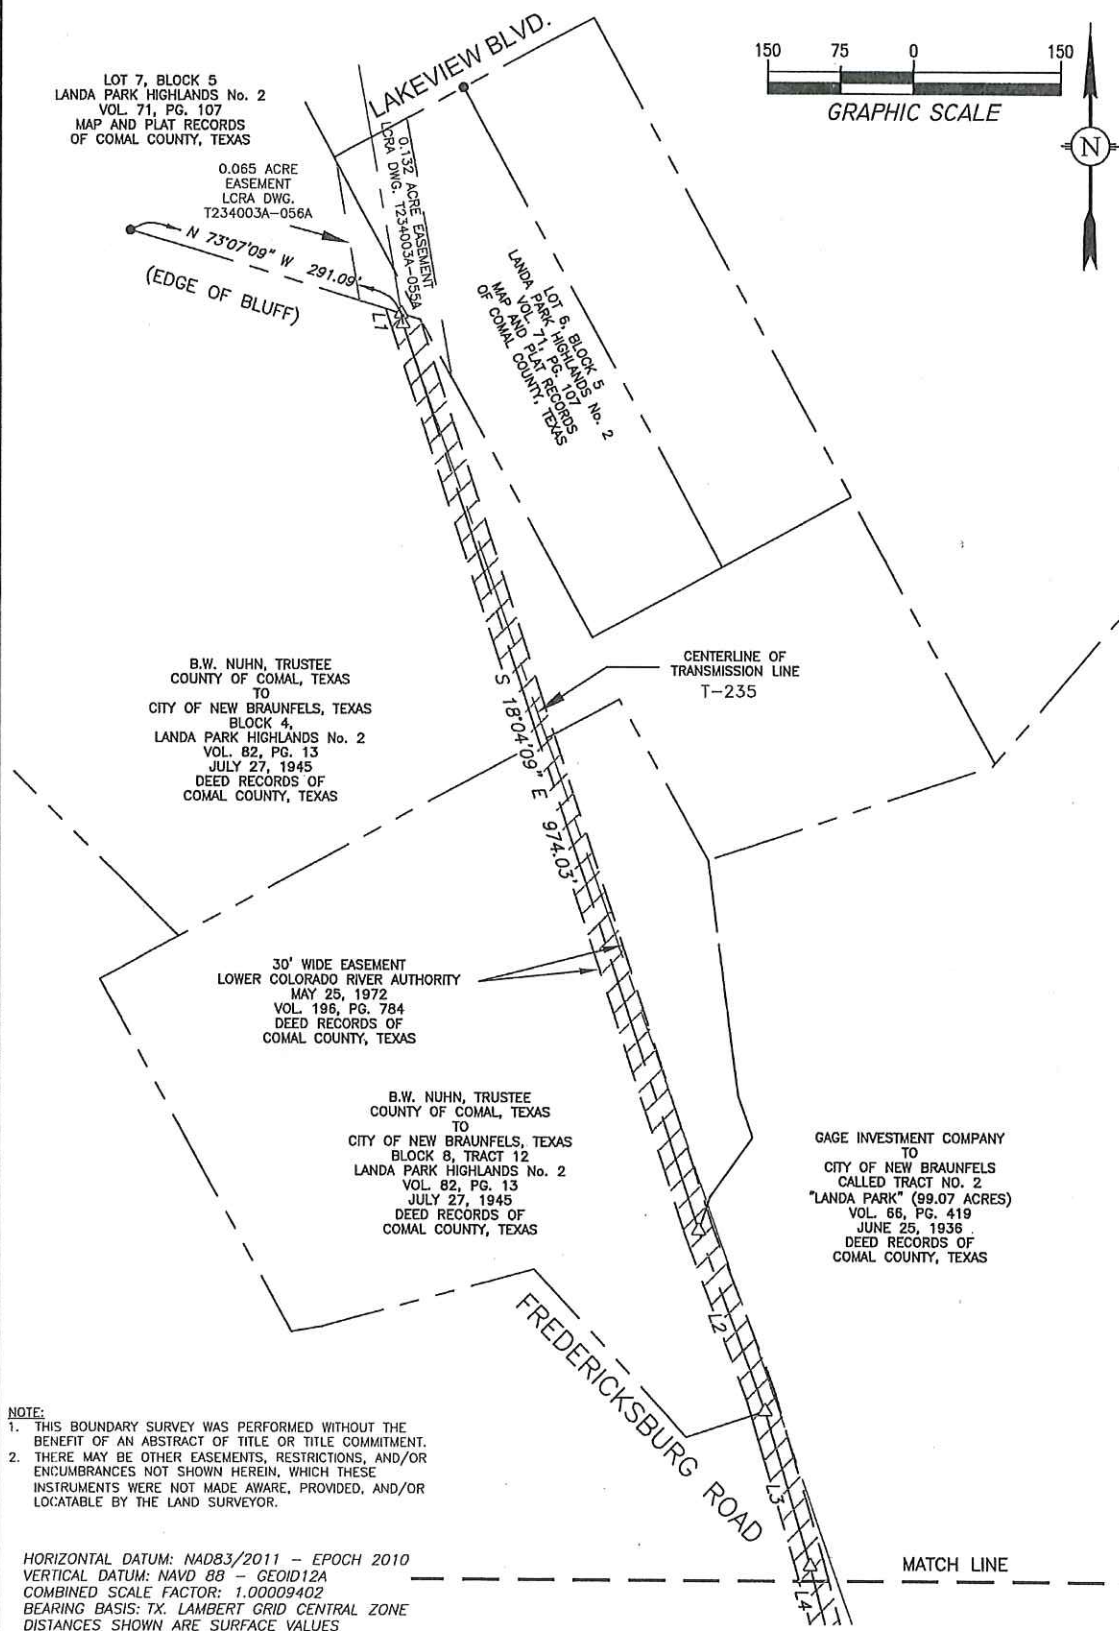 LAKEVIEW BLVD.
150 75 0 150
GRAPHIC SCALE
N
LOT 7, BLOCK 5
LANDA PARK HIGHLANDS No. 2
VOL. 71, PG. 107
MAP AND PLAT RECORDS
OF COMAL COUNTY, TEXAS
0.065 ACRE
EASEMENT
LCRA DWG.
T234003A-056A
0.132 ACRE EASEMENT
LCRA DWG. T234003A-055A
N 73°07'09" W 291.09'
(EDGE OF BLUFF)
L1
LOT 6, BLOCK 5
LANDA PARK HIGHLANDS No. 2
VOL. 71, PG. 107
MAP AND PLAT RECORDS
OF COMAL COUNTY, TEXAS
B.W. NUHN, TRUSTEE
COUNTY OF COMAL, TEXAS
TO
CITY OF NEW BRAUNFELS, TEXAS
BLOCK 4,
LANDA PARK HIGHLANDS No. 2
VOL. 82, PG. 13
JULY 27, 1945
DEED RECORDS OF
COMAL COUNTY, TEXAS
CENTERLINE OF
TRANSMISSION LINE
T-235
S 18°04'09" E 974.03'
30' WIDE EASEMENT
LOWER COLORADO RIVER AUTHORITY
MAY 25, 1972
VOL. 196, PG. 784
DEED RECORDS OF
COMAL COUNTY, TEXAS
B.W. NUHN, TRUSTEE
COUNTY OF COMAL, TEXAS
TO
CITY OF NEW BRAUNFELS, TEXAS
BLOCK 8, TRACT 12
LANDA PARK HIGHLANDS No. 2
VOL. 82, PG. 13
JULY 27, 1945
DEED RECORDS OF
COMAL COUNTY, TEXAS
GAGE INVESTMENT COMPANY
TO
CITY OF NEW BRAUNFELS
CALLED TRACT NO. 2
"LANDA PARK" (99.07 ACRES)
VOL. 66, PG. 419
JUNE 25, 1936
DEED RECORDS OF
COMAL COUNTY, TEXAS
L2
FREDERICKSBURG ROAD
L3
NOTE:
1. THIS BOUNDARY SURVEY WAS PERFORMED WITHOUT THE
BENEFIT OF AN ABSTRACT OF TITLE OR TITLE COMMITMENT.
2. THERE MAY BE OTHER EASEMENTS, RESTRICTIONS, AND/OR
ENCUMBRANCES NOT SHOWN HEREIN, WHICH THESE
INSTRUMENTS WERE NOT MADE AWARE, PROVIDED, AND/OR
LOCATABLE BY THE LAND SURVEYOR.
HORIZONTAL DATUM: NAD83/2011 - EPOCH 2010
VERTICAL DATUM: NAVD 88 - GEOID12A
COMBINED SCALE FACTOR: 1.00009402
BEARING BASIS: TX. LAMBERT GRID CENTRAL ZONE
DISTANCES SHOWN ARE SURFACE VALUES
MATCH LINE
L4